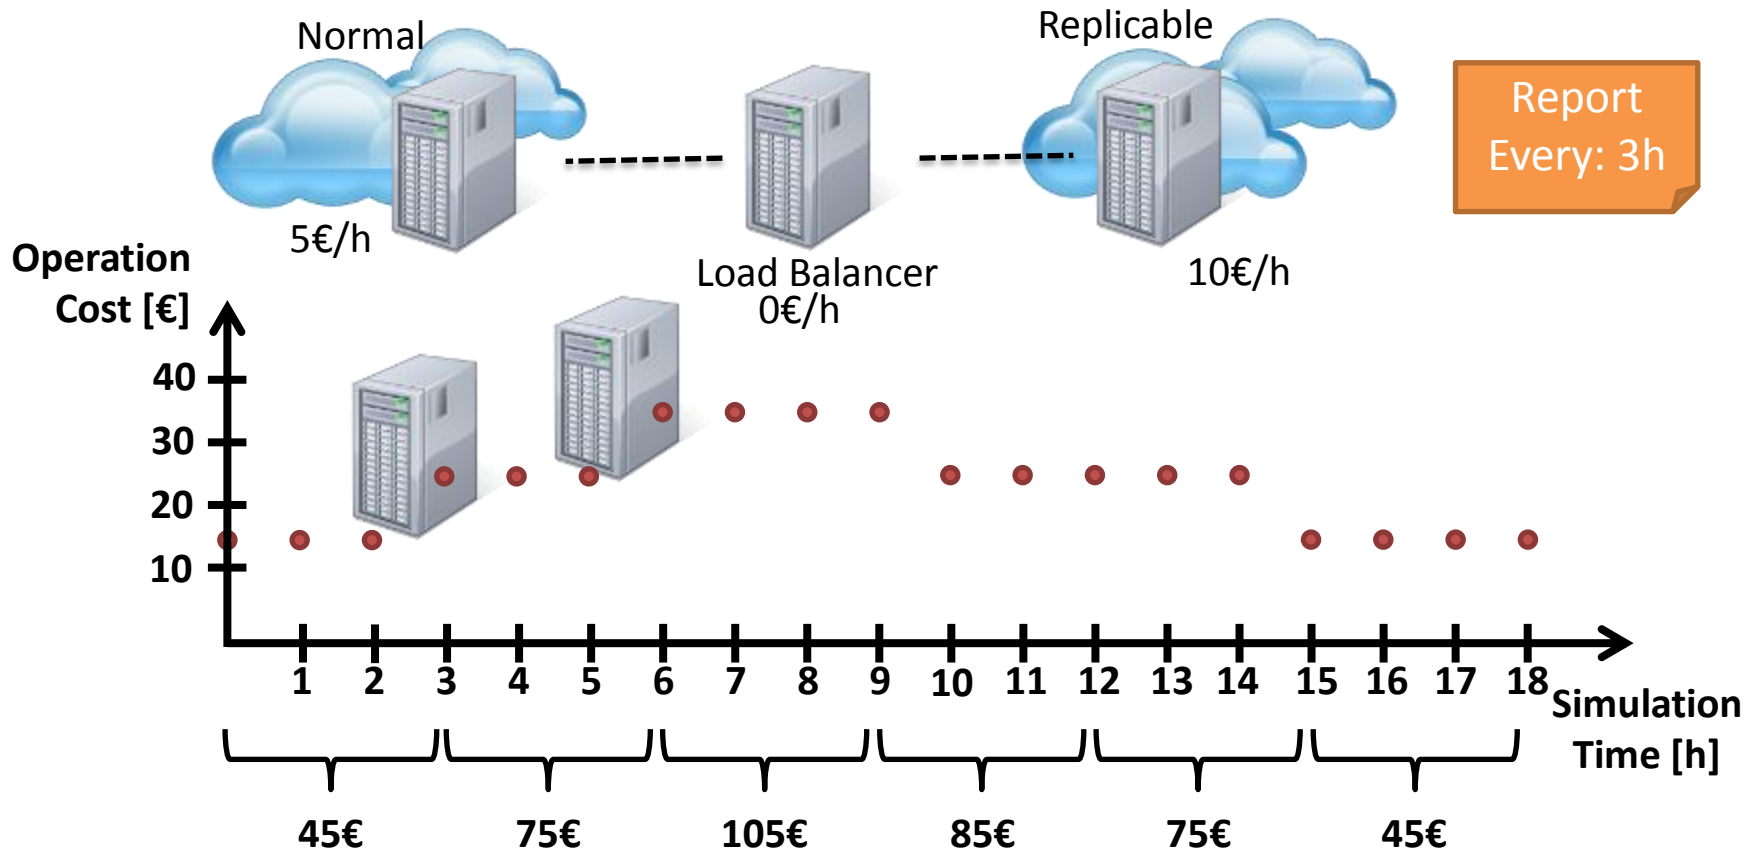 Normal
Replicable
Report
Every: 3h
5€/h
Load Balancer
0€/h
10€/h
Operation
Cost [€]
40
30
20
10
1 2 3 4 5 6 7 8 9 10 11 12 13 14 15 16 17 18
Simulation
Time [h]
45€ 75€ 105€ 85€ 75€ 45€